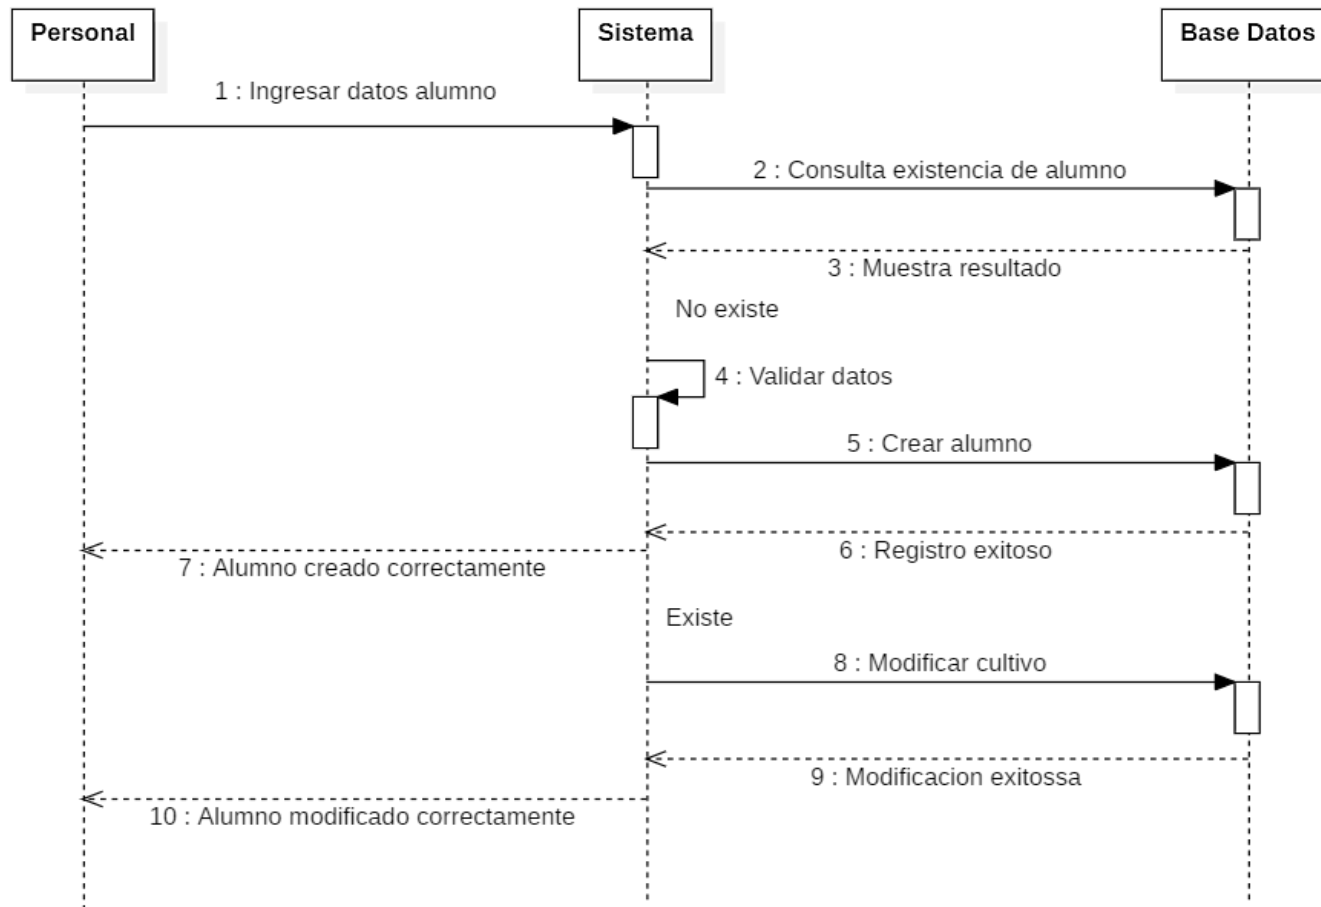 Personal
Sistema
Base Datos
1 : Ingresar datos alumno
2 : Consulta existencia de alumno
3 : Muestra resultado
No existe
4 : Validar datos
5 : Crear alumno
6 : Registro exitoso
7 : Alumno creado correctamente
Existe
8 : Modificar cultivo
9 : Modificacion exitossa
10 : Alumno modificado correctamente